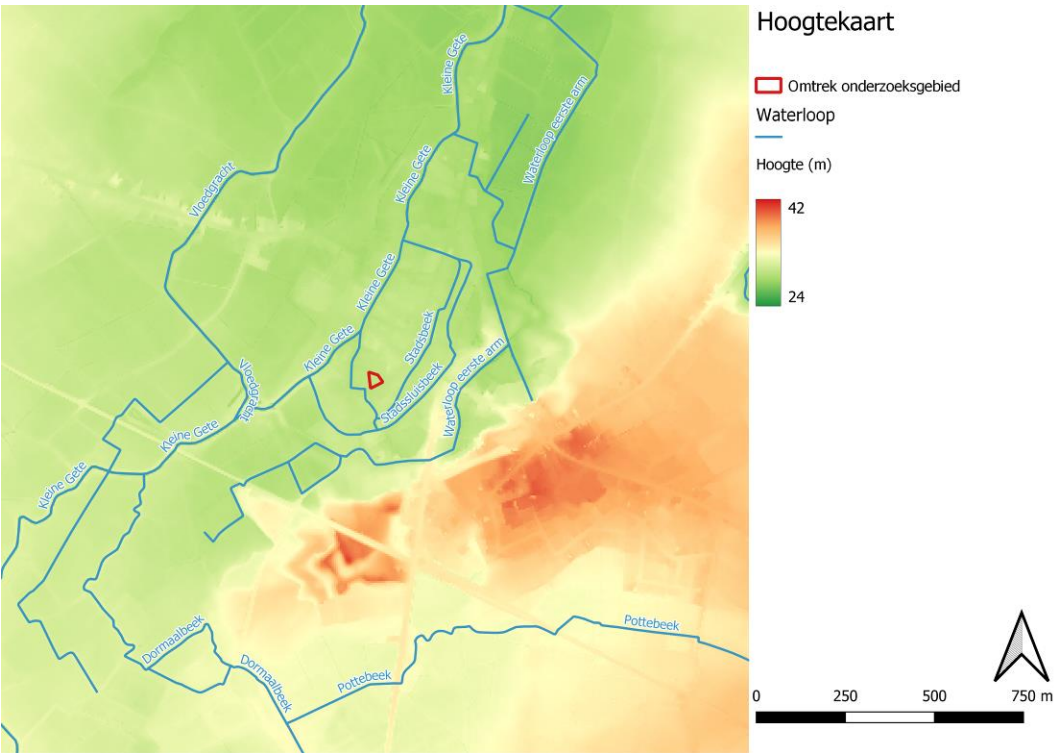 Hoogtekaart
Omtrek onderzoeksgebied
Waterloop
Hoogte (m)
42
24
0 250 500 750 m
Kleine Gete
Waterloop eerste arm
Kleine Gete
Vloedgracht
Kleine Gete
Kleine Gete
Stadsbeek
Vloedgracht
Stadssluisbeek
Waterloop eerste arm
Kleine Gete
Kleine Gete
Dormaalbeek
Dormaalbeek
Pottebeek
Pottebeek